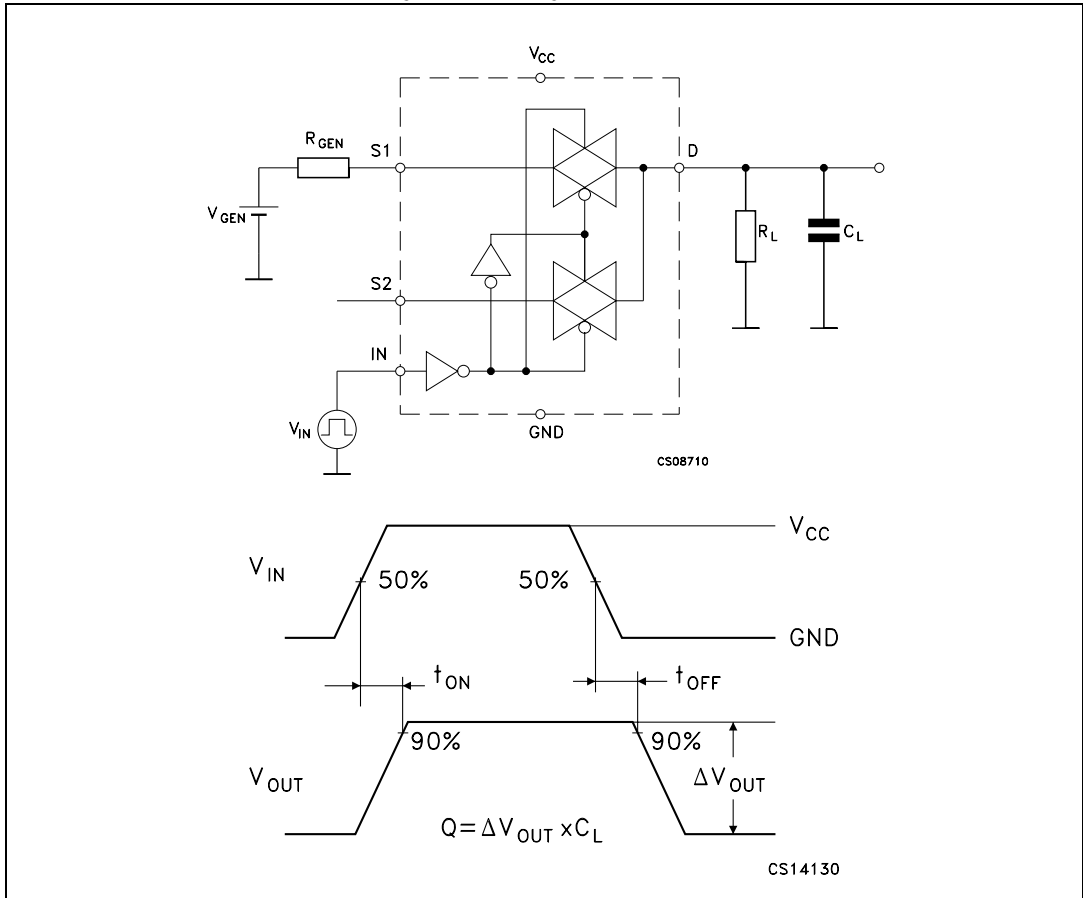 VCC
RGEN
S1
D
VGEN
RL
CL
S2
IN
VIN
GND
CS08710
VCC
VIN
50%
50%
GND
tON
tOFF
90%
90%
VOUT
ΔVOUT
Q=ΔVOUT xCL
CS14130